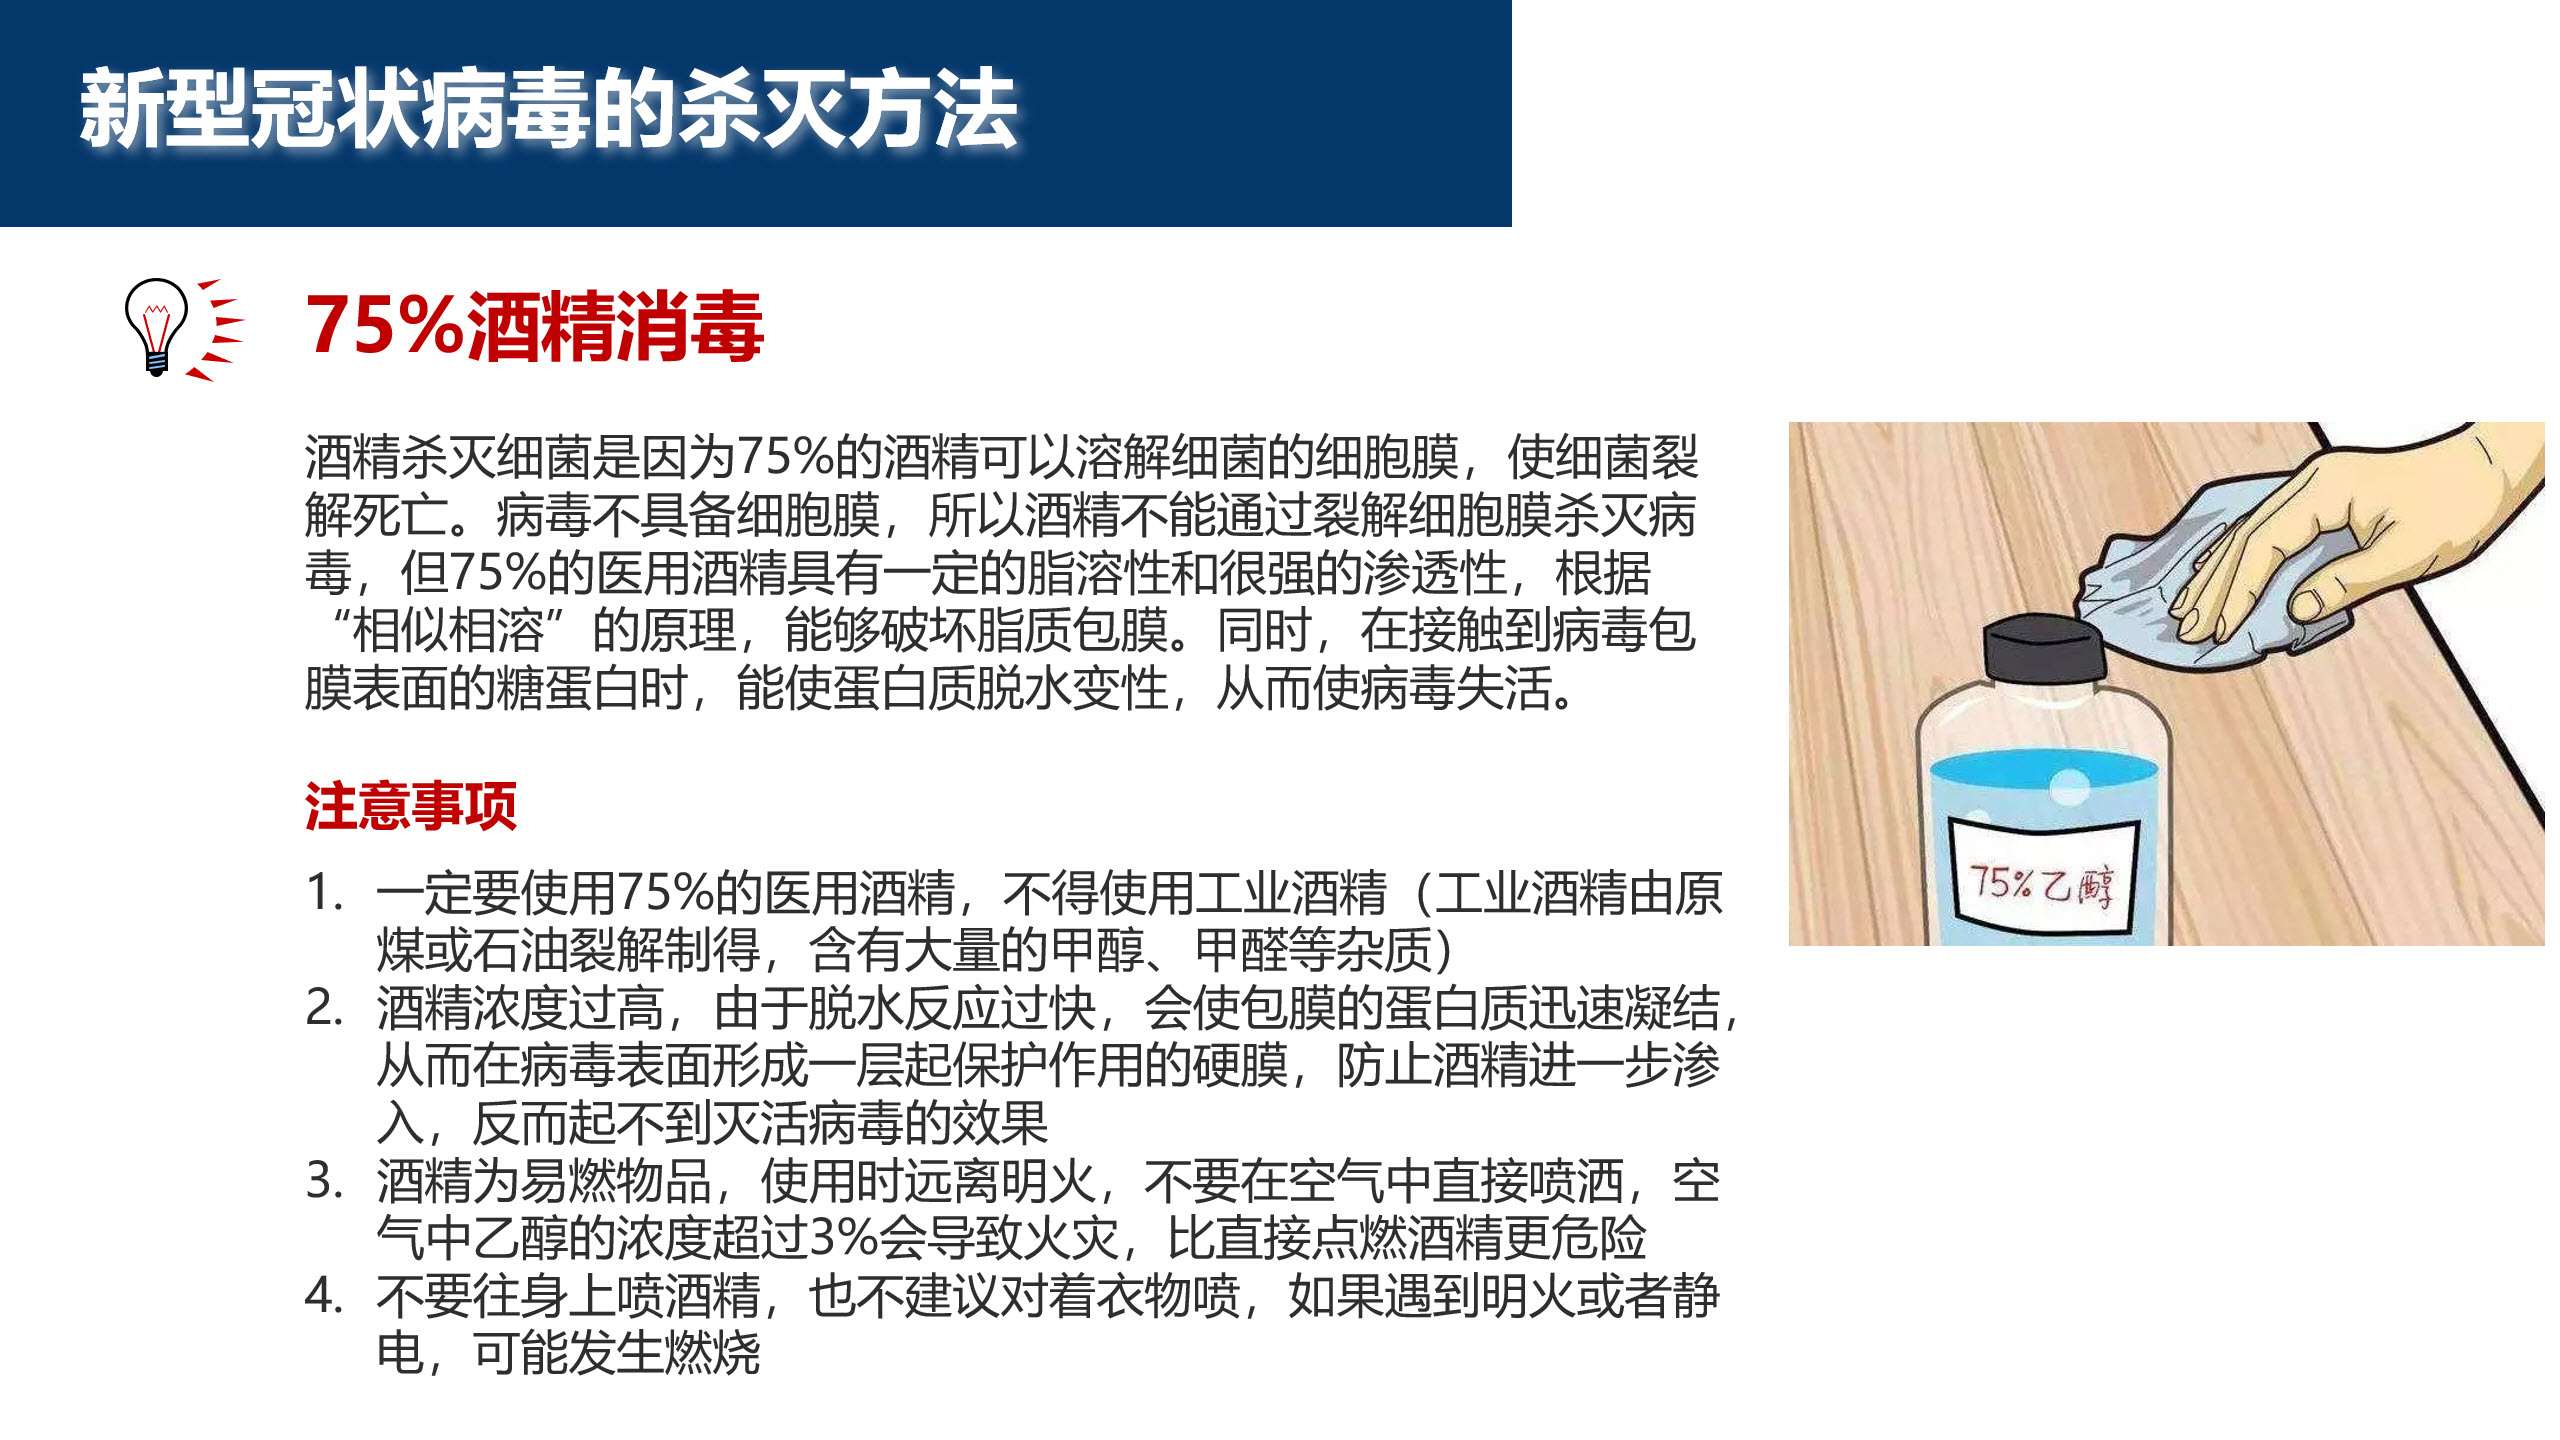 新型冠状病毒的杀灭方法
75%酒精消毒
酒精杀灭细菌是因为75%的酒精可以溶解细菌的细胞膜，使细菌裂
解死亡。病毒不具备细胞膜，所以酒精不能通过裂解细胞膜杀灭病
毒，但75%的医用酒精具有一定的脂溶性和很强的渗透性，根据
“相似相溶”的原理，能够破坏脂质包膜。同时，在接触到病毒包
膜表面的糖蛋白时，能使蛋白质脱水变性，从而使病毒失活。
注意事项
1. 一定要使用75%的医用酒精，不得使用工业酒精（工业酒精由原
煤或石油裂解制得，含有大量的甲醇、甲醛等杂质）
2. 酒精浓度过高，由于脱水反应过快，会使包膜的蛋白质迅速凝结，
从而在病毒表面形成一层起保护作用的硬膜，防止酒精进一步渗
入，反而起不到灭活病毒的效果
3. 酒精为易燃物品，使用时远离明火，不要在空气中直接喷洒，空
气中乙醇的浓度超过3%会导致火灾，比直接点燃酒精更危险
4. 不要往身上喷酒精，也不建议对着衣物喷，如果遇到明火或者静
电，可能发生燃烧
75%乙醇